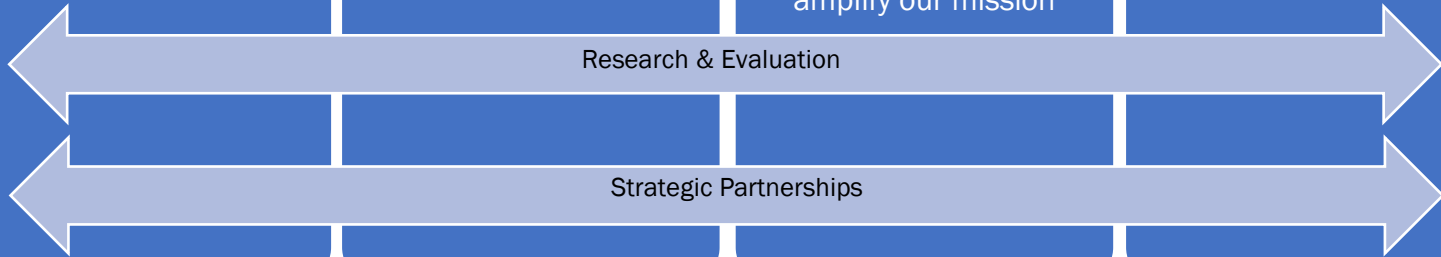 amplify our mission
Research & Evaluation
Strategic Partnerships